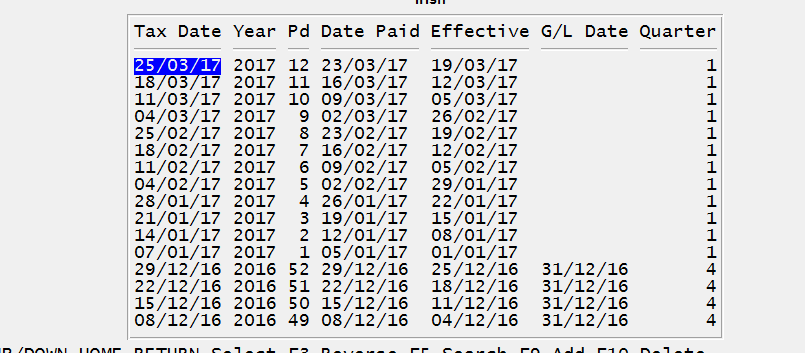 Tax Date Year Pd Date Paid Effective G/L Date Quarter
25/03/17 2017 12 23/03/17 19/03/17 1
18/03/17 2017 11 16/03/17 12/03/17 1
11/03/17 2017 10 09/03/17 05/03/17 1
04/03/17 2017 9 02/03/17 26/02/17 1
25/02/17 2017 8 23/02/17 19/02/17 1
18/02/17 2017 7 16/02/17 12/02/17 1
11/02/17 2017 6 09/02/17 05/02/17 1
04/02/17 2017 5 02/02/17 29/01/17 1
28/01/17 2017 4 26/01/17 22/01/17 1
21/01/17 2017 3 19/01/17 15/01/17 1
14/01/17 2017 2 12/01/17 08/01/17 1
07/01/17 2017 1 05/01/17 01/01/17 1
29/12/16 2016 52 29/12/16 25/12/16 31/12/16 4
22/12/16 2016 51 22/12/16 18/12/16 31/12/16 4
15/12/16 2016 50 15/12/16 11/12/16 31/12/16 4
08/12/16 2016 49 08/12/16 04/12/16 31/12/16 4
/DOWN HOME RETURN Select F3 Reverse F5 Search F9 Add F10 Delete